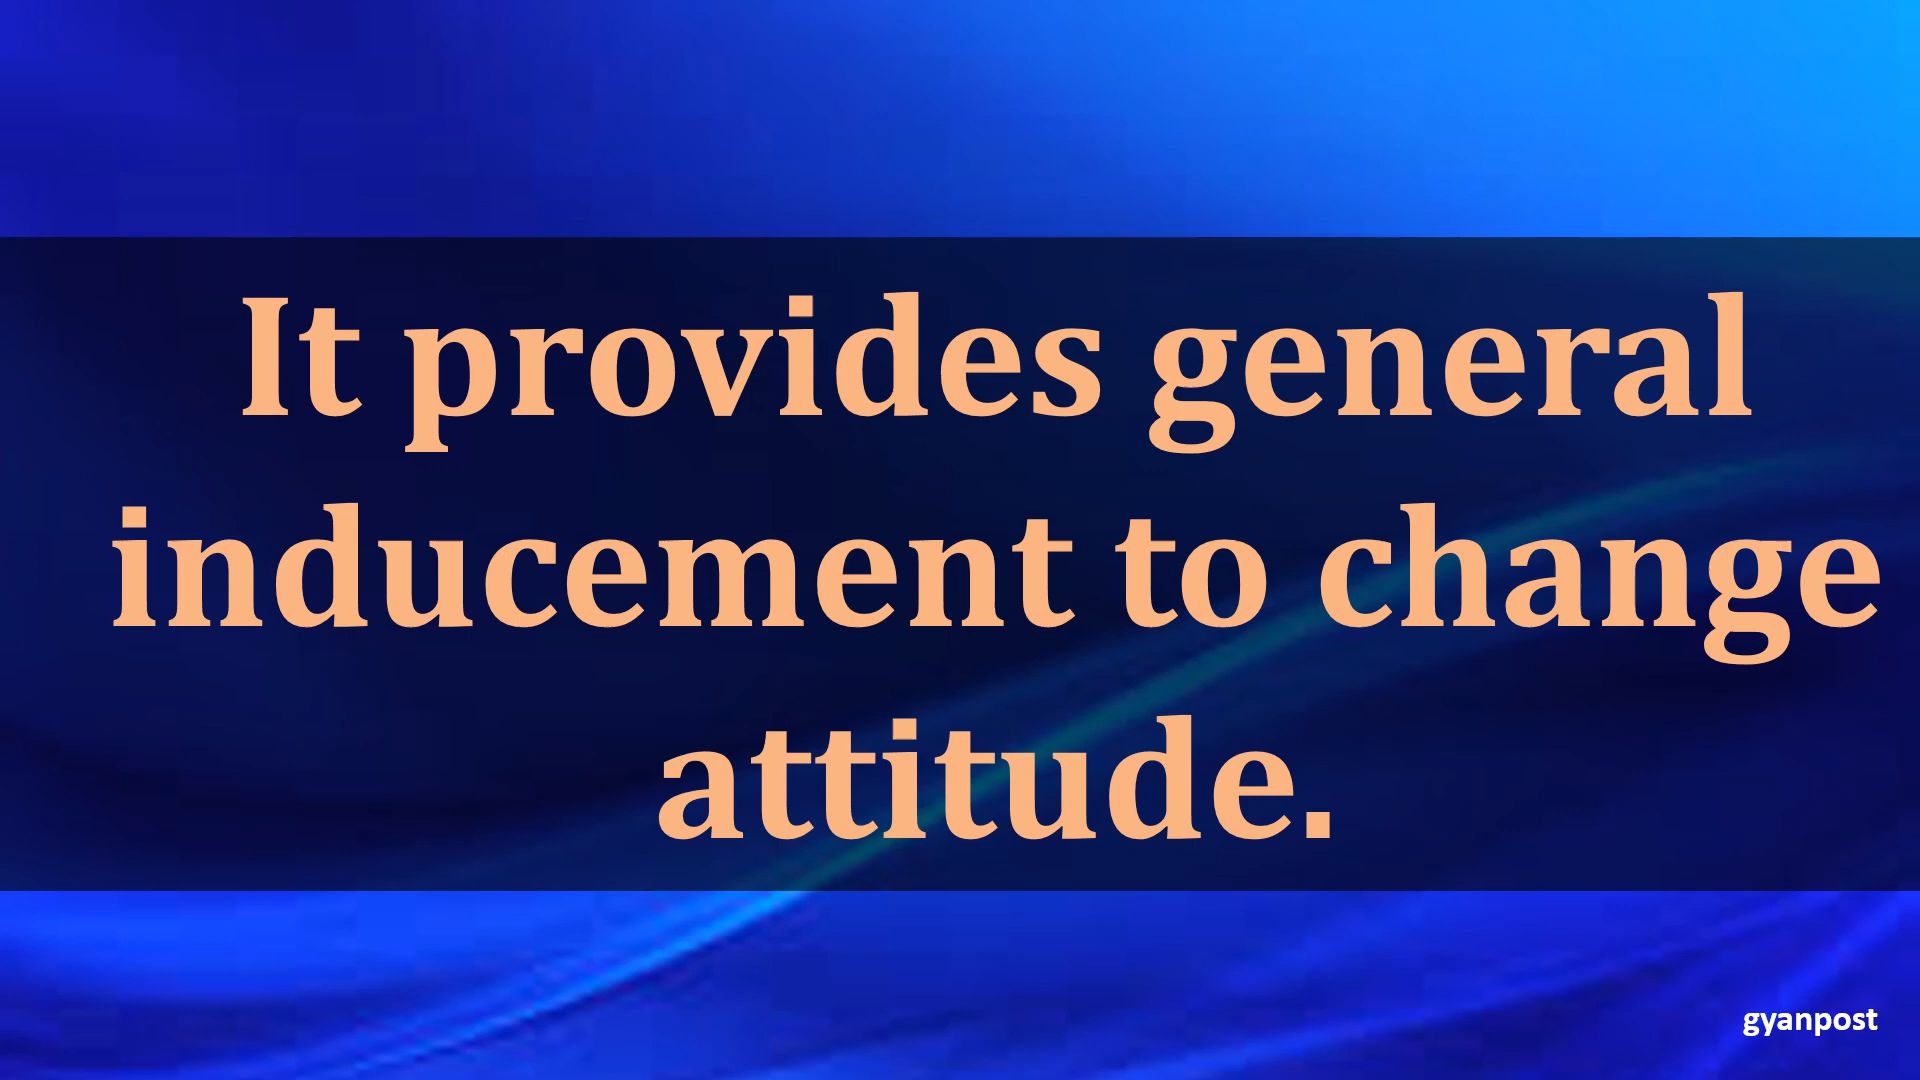 It provides general
inducement to change
attitude.
gyanpost